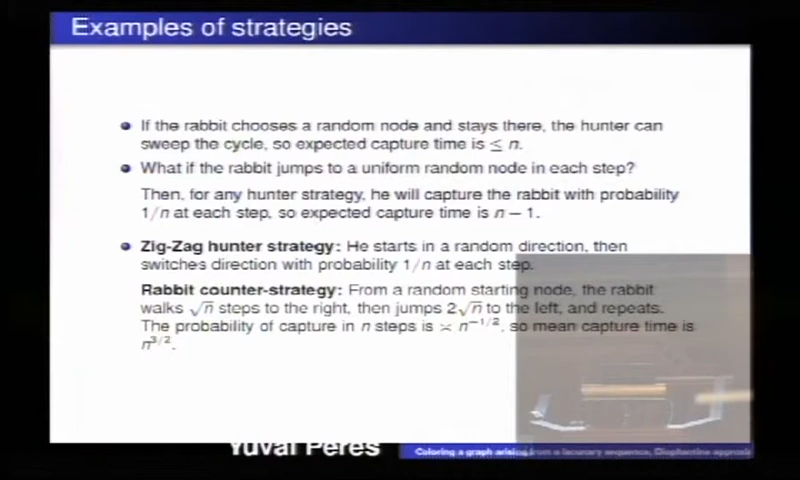 Examples of strategies
If the rabbit chooses a random node and stays there, the hunter can
sweep the cycle, so expected capture time is ≤ n.
What if the rabbit jumps to a uniform random node in each step?
Then, for any hunter strategy, he will capture the rabbit with probability
1/n at each step, so expected capture time is n − 1.
Zig-Zag hunter strategy: He starts in a random direction, then
switches direction with probability 1/n at each step.
Rabbit counter-strategy: From a random starting node, the rabbit
walks √n steps to the right, then jumps 2√n to the left, and repeats.
The probability of capture in n steps is ≍ n^{-1/2}, so mean capture time is
n^{3/2}.
Yuval Peres
Coloring a graph arising from a lacunary sequence, Diophantine approxi